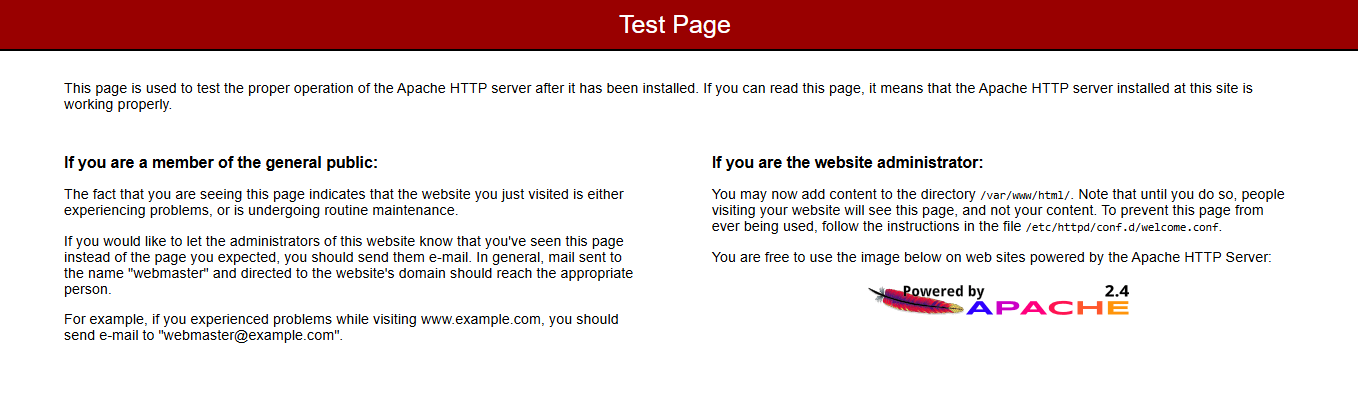 Test Page
This page is used to test the proper operation of the Apache HTTP server after it has been installed. If you can read this page, it means that the Apache HTTP server installed at this site is
working properly.
If you are a member of the general public:
The fact that you are seeing this page indicates that the website you just visited is either
experiencing problems, or is undergoing routine maintenance.
If you would like to let the administrators of this website know that you've seen this page
instead of the page you expected, you should send them e-mail. In general, mail sent to
the name "webmaster" and directed to the website's domain should reach the appropriate
person.
For example, if you experienced problems while visiting www.example.com, you should
send e-mail to "webmaster@example.com".
If you are the website administrator:
You may now add content to the directory /var/www/html/. Note that until you do so, people
visiting your website will see this page, and not your content. To prevent this page from
ever being used, follow the instructions in the file /etc/httpd/conf.d/welcome.conf.
You are free to use the image below on web sites powered by the Apache HTTP Server:
Powered by 2.4
APACHE